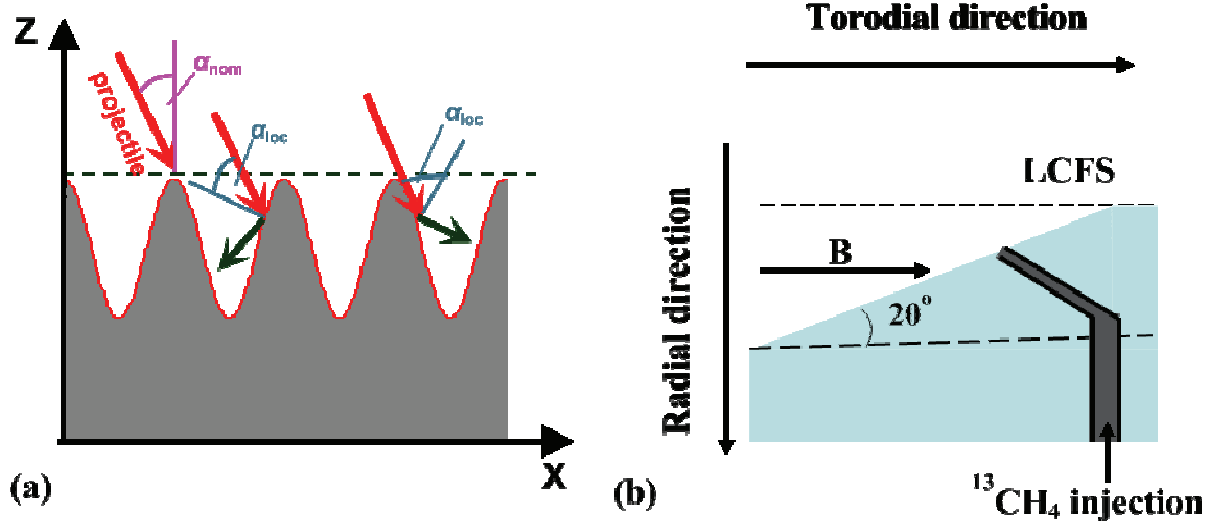 Z
αnom
projectile
αloc
αloc
X
(a)
Torodial direction
Radial direction
LCFS
B
20°
(b)
¹³CH₄ injection